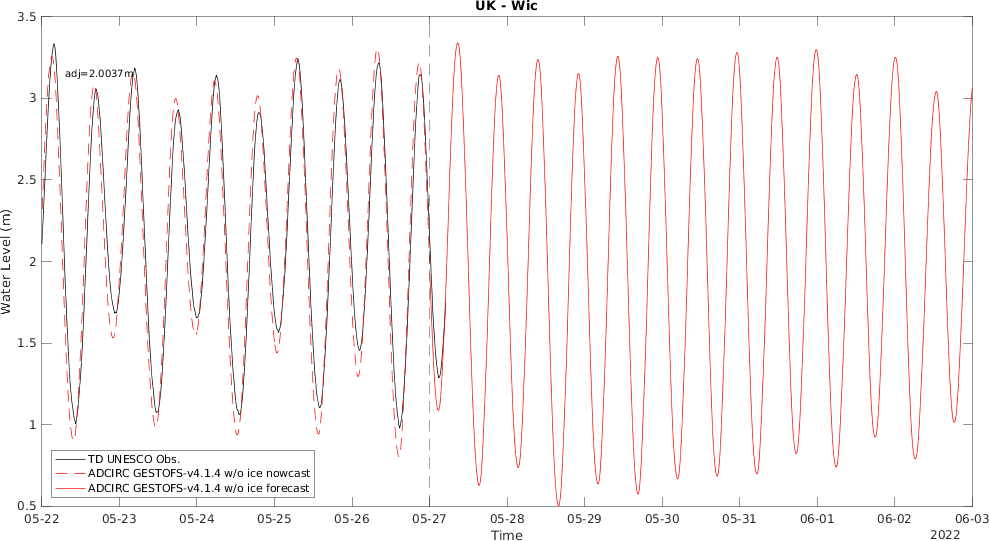 UK - Wic
3.5
3
2.5
2
1.5
1
0.5
Water Level (m)
adj=2.0037m
TD UNESCO Obs.
ADCIRC GESTOFS-v4.1.4 w/o ice nowcast
ADCIRC GESTOFS-v4.1.4 w/o ice forecast
05-22 05-23 05-24 05-25 05-26 05-27 05-28 05-29 05-30 05-31 06-01 06-02 06-03
Time
2022